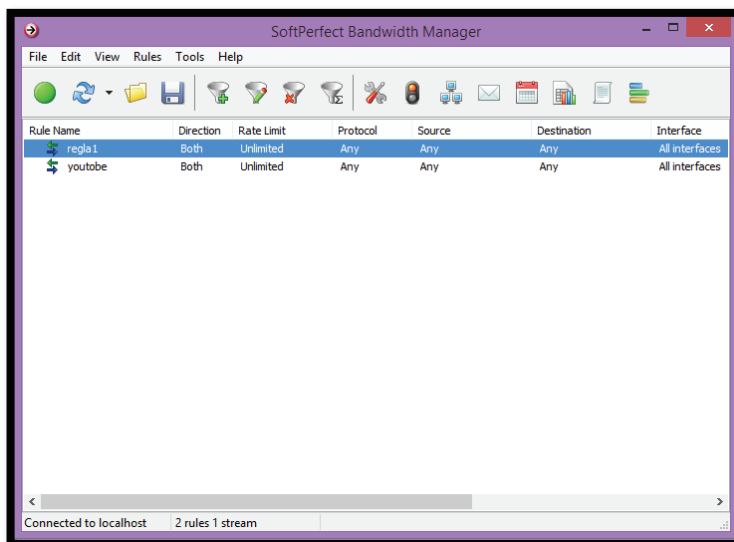 SoftPerfect Bandwidth Manager
File Edit View Rules Tools Help
Rule Name Direction Rate Limit Protocol Source Destination Interface
regla1 Both Unlimited Any Any Any All interfaces
youtobe Both Unlimited Any Any Any All interfaces
Connected to localhost 2 rules 1 stream